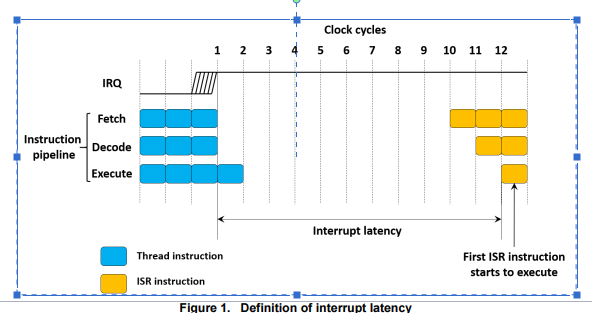 Clock cycles
1 2 3 4 5 6 7 8 9 10 11 12
IRQ
Fetch
Instruction
pipeline
Decode
Execute
Interrupt latency
First ISR instruction
starts to execute
Thread instruction
ISR instruction
Figure 1. Definition of interrupt latency